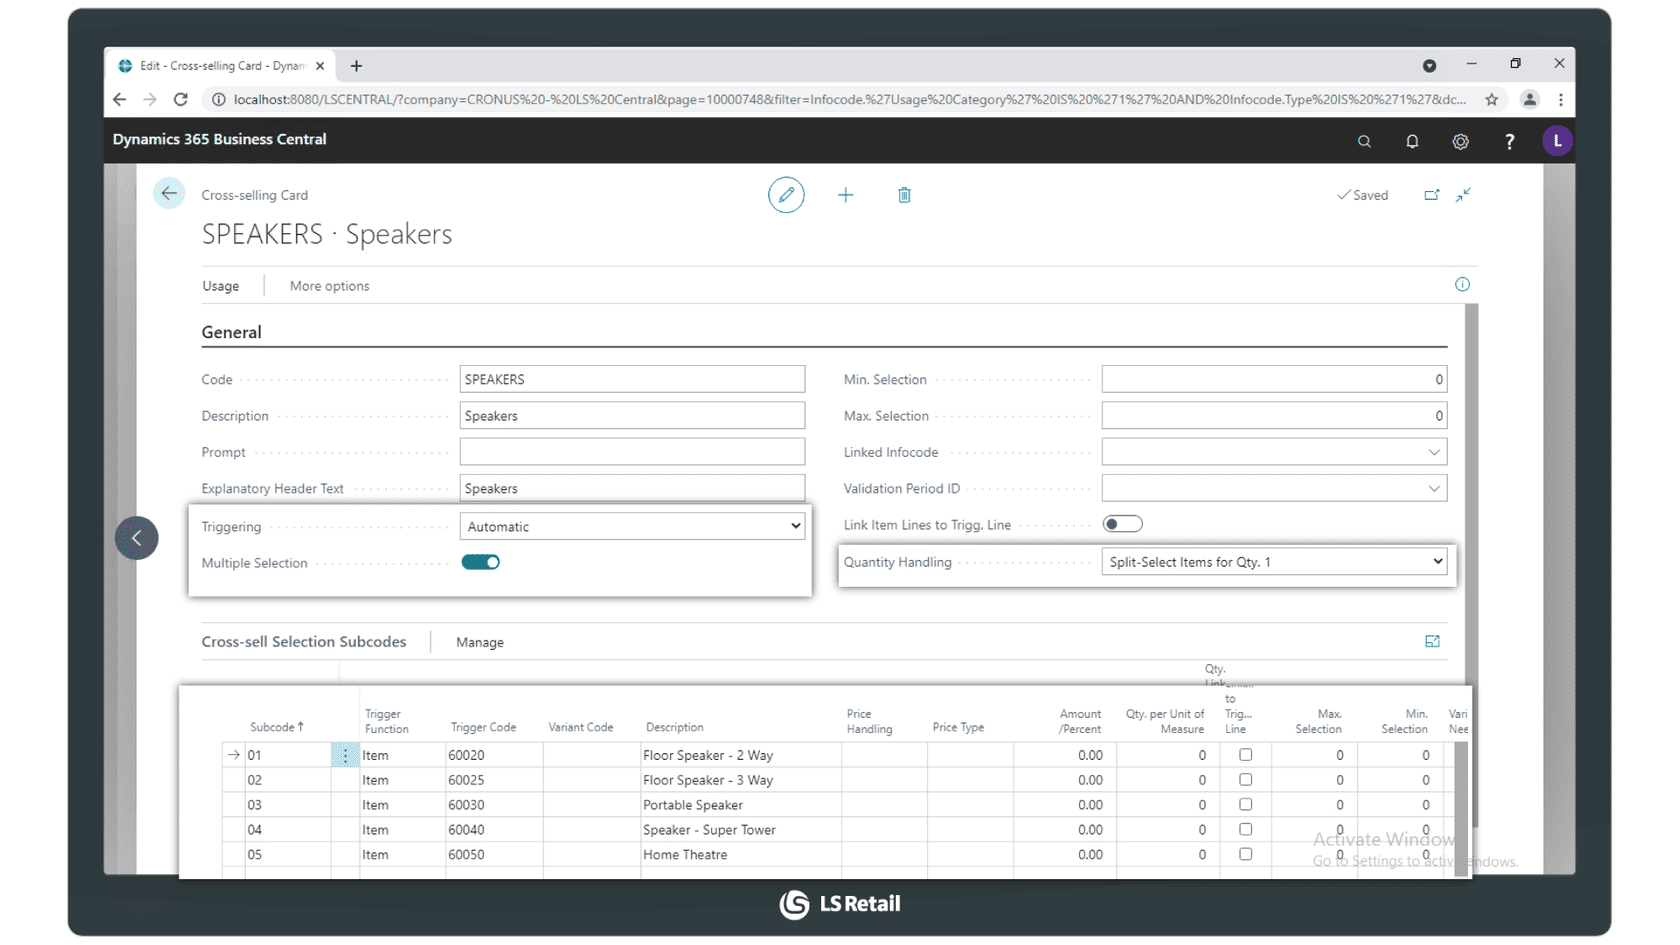 Edit - Cross-selling Card - Dynam
localhost:8080/LSCENTRAL/?company=CRONUS%20-%20LS%20Central&page=10000748&filter=Infocode.%27Usage%20Category%27%20IS%20%271%27%20AND%20Infocode.Type%20IS%20%271%27&dc...
Dynamics 365 Business Central
? L
Cross-selling Card
Saved
SPEAKERS · Speakers
Usage More options
General
Code SPEAKERS Min. Selection 0
Description Speakers Max. Selection 0
Prompt Linked Infocode
Explanatory Header Text Speakers Validation Period ID
Triggering Automatic Link Item Lines to Trigg. Line
Multiple Selection Quantity Handling Split-Select Items for Qty. 1
Cross-sell Selection Subcodes Manage
Subcode ↑ Trigger Function Trigger Code Variant Code Description Price Handling Price Type Amount /Percent Qty. per Unit of Measure Qty. to Trig... Line Max. Selection Min. Selection Vari Nee
01 Item 60020 Floor Speaker - 2 Way 0.00 0 0 0
02 Item 60025 Floor Speaker - 3 Way 0.00 0 0 0
03 Item 60030 Portable Speaker 0.00 0 0 0
04 Item 60040 Speaker - Super Tower 0.00 0 0 0
05 Item 60050 Home Theatre 0.00 0 0 0
Activate Window
Go to Settings to activ ndows.
LS Retail